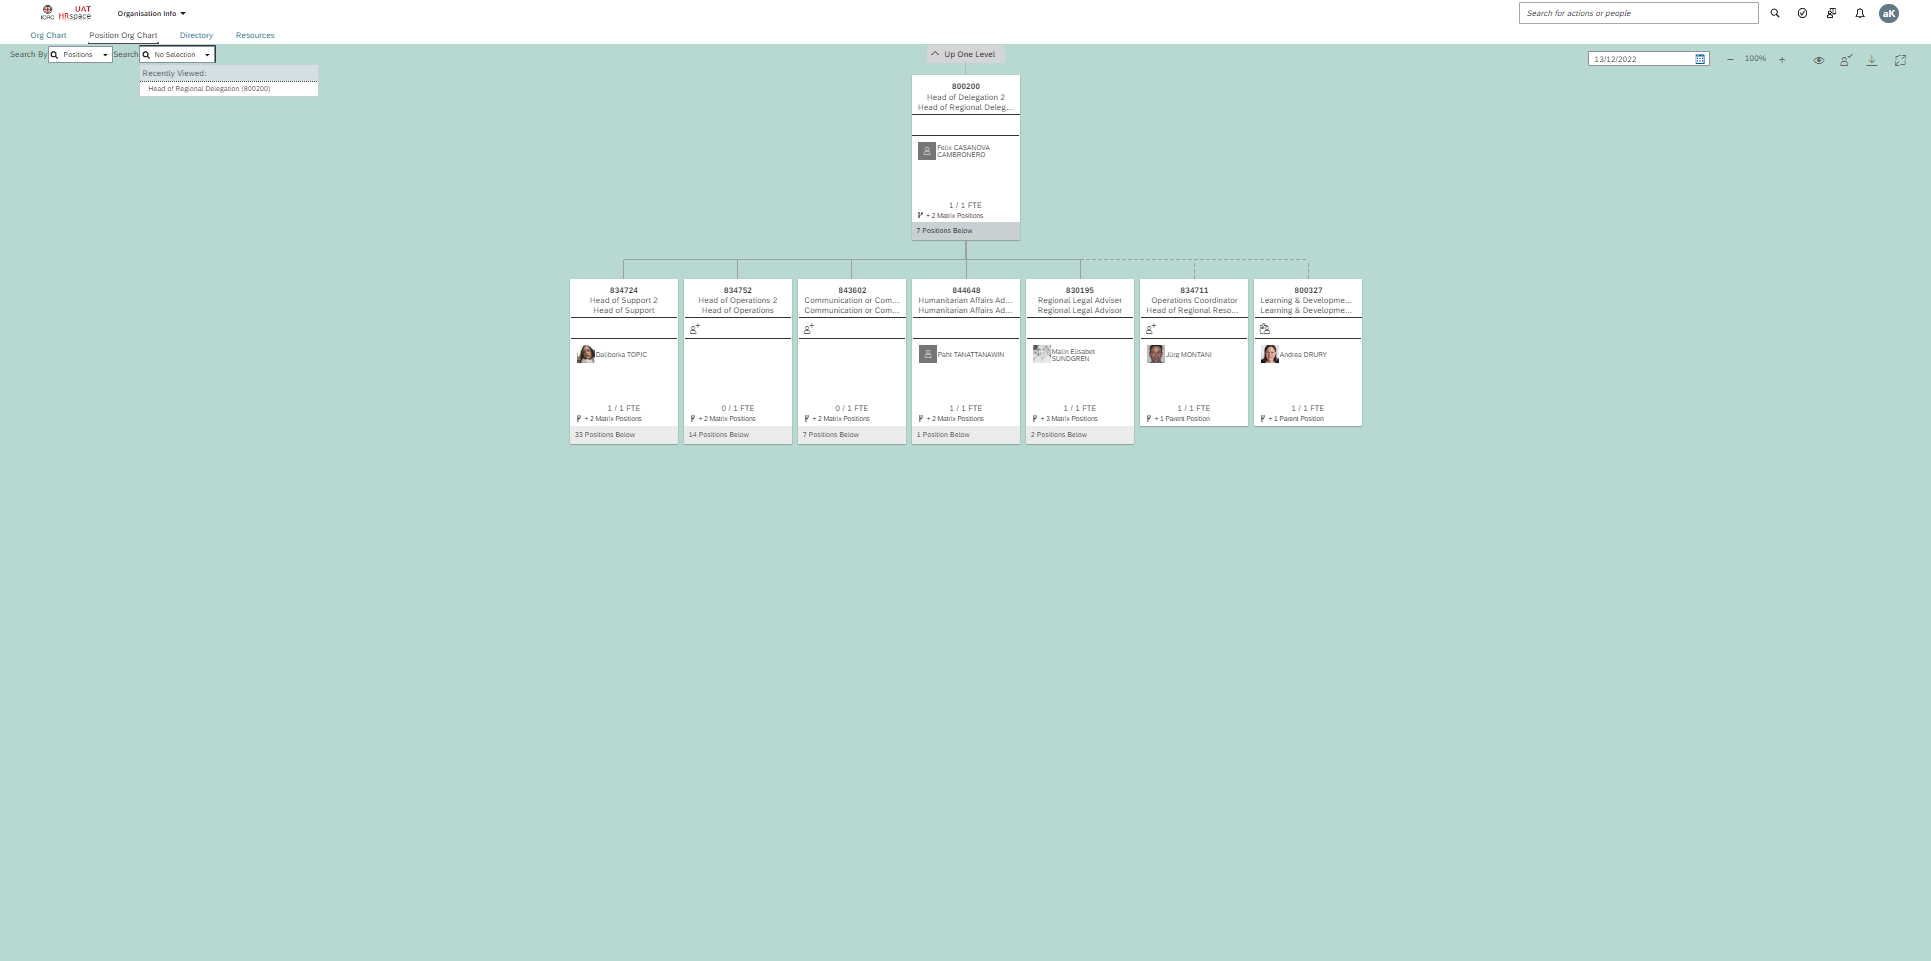 ICRC
UAT
HRspace
Organisation Info
Search for actions or people
aK
Org Chart
Position Org Chart
Directory
Resources
Search By
Positions
Search
No Selection
Recently Viewed:
Head of Regional Delegation (800200)
Up One Level
13/12/2022
100%
800200
Head of Delegation 2
Head of Regional Deleg...
Felix CASANOVA
CAMBRONERO
1 / 1 FTE
+ 2 Matrix Positions
7 Positions Below
834724
Head of Support 2
Head of Support
Daliborka TOPIC
1 / 1 FTE
+ 2 Matrix Positions
33 Positions Below
834752
Head of Operations 2
Head of Operations
0 / 1 FTE
+ 2 Matrix Positions
14 Positions Below
843602
Communication or Com...
Communication or Com...
0 / 1 FTE
+ 2 Matrix Positions
7 Positions Below
844648
Humanitarian Affairs Ad...
Humanitarian Affairs Ad...
Paht TANATTANAWIN
1 / 1 FTE
+ 2 Matrix Positions
1 Position Below
830195
Regional Legal Adviser
Regional Legal Advisor
Malin Elisabet
SUNDGREN
1 / 1 FTE
+ 3 Matrix Positions
2 Positions Below
834711
Operations Coordinator
Head of Regional Reso...
Jürg MONTANI
1 / 1 FTE
+ 1 Parent Position
800327
Learning & Developme...
Learning & Developme...
Andrea DRURY
1 / 1 FTE
+ 1 Parent Position